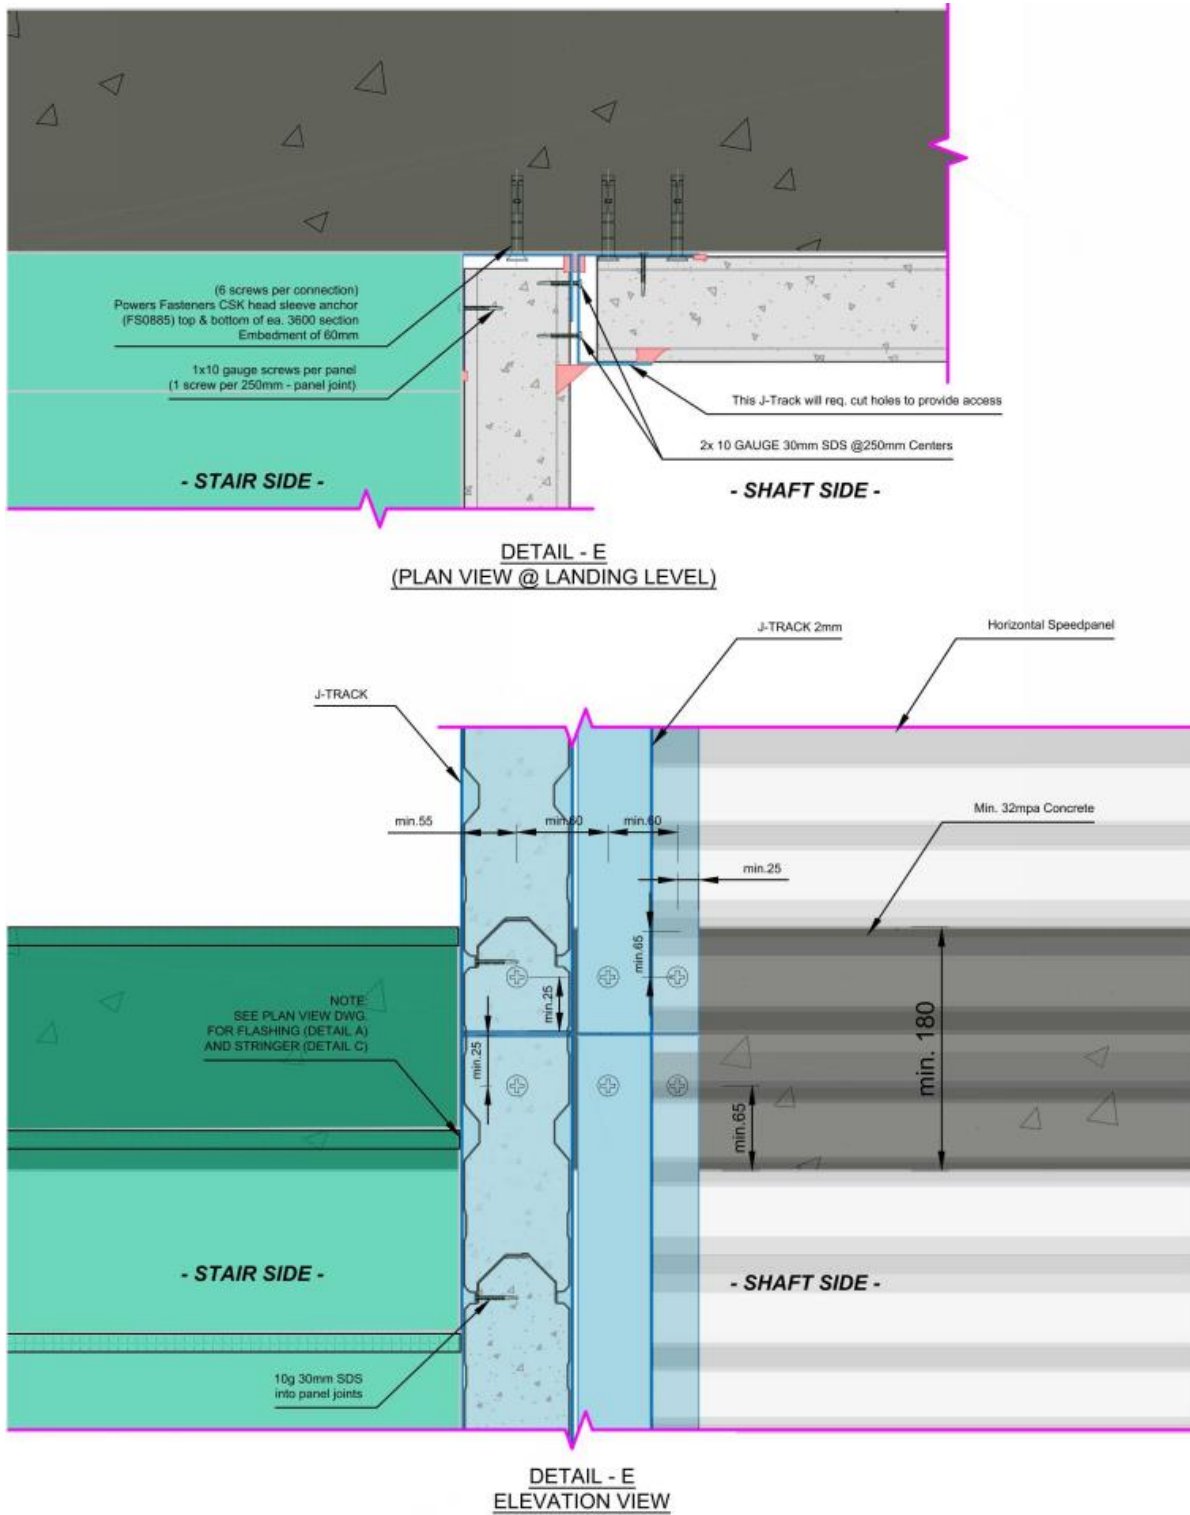 (6 screws per connection)
Powers Fasteners CSK head sleeve anchor
(FS0885) top & bottom of ea. 3600 section
Embedment of 60mm
1x10 gauge screws per panel
(1 screw per 250mm - panel joint)
This J-Track will req. cut holes to provide access
2x 10 GAUGE 30mm SDS @250mm Centers
- STAIR SIDE -
- SHAFT SIDE -
DETAIL - E
(PLAN VIEW @ LANDING LEVEL)
J-TRACK 2mm
Horizontal Speedpanel
J-TRACK
Min. 32mpa Concrete
min.55
min.60
min.60
min.25
min.65
min.25
min.25
min.65
min. 180
NOTE:
SEE PLAN VIEW DWG.
FOR FLASHING (DETAIL A)
AND STRINGER (DETAIL C)
- STAIR SIDE -
- SHAFT SIDE -
10g 30mm SDS
into panel joints
DETAIL - E
ELEVATION VIEW